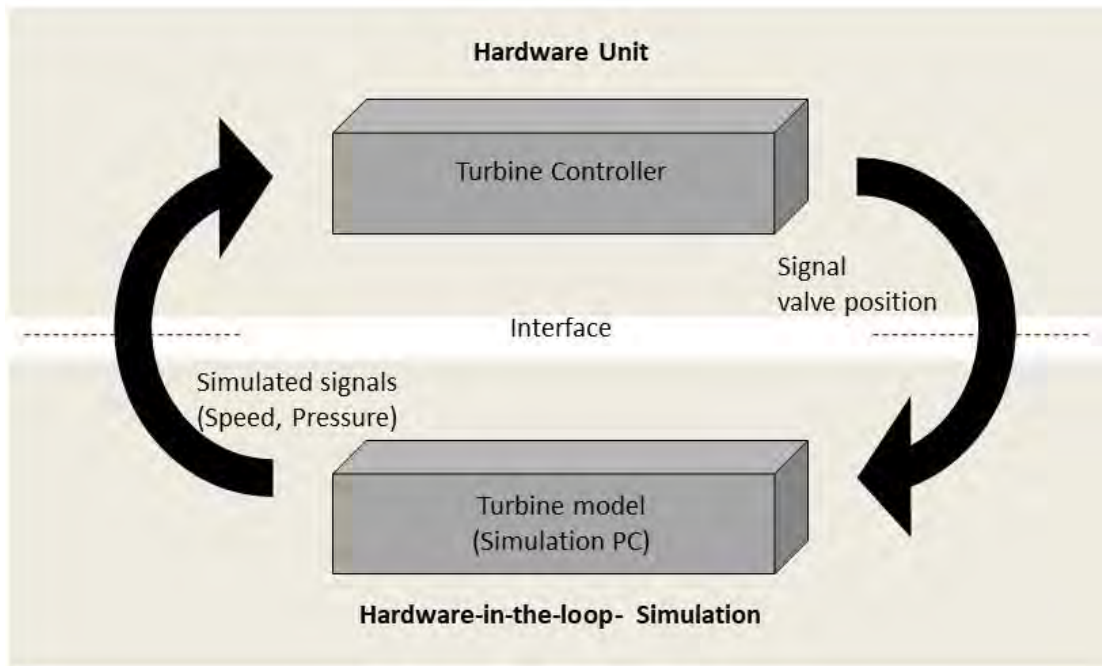 Hardware Unit
Turbine Controller
Signal
valve position
Interface
Simulated signals
(Speed, Pressure)
Turbine model
(Simulation PC)
Hardware-in-the-loop- Simulation